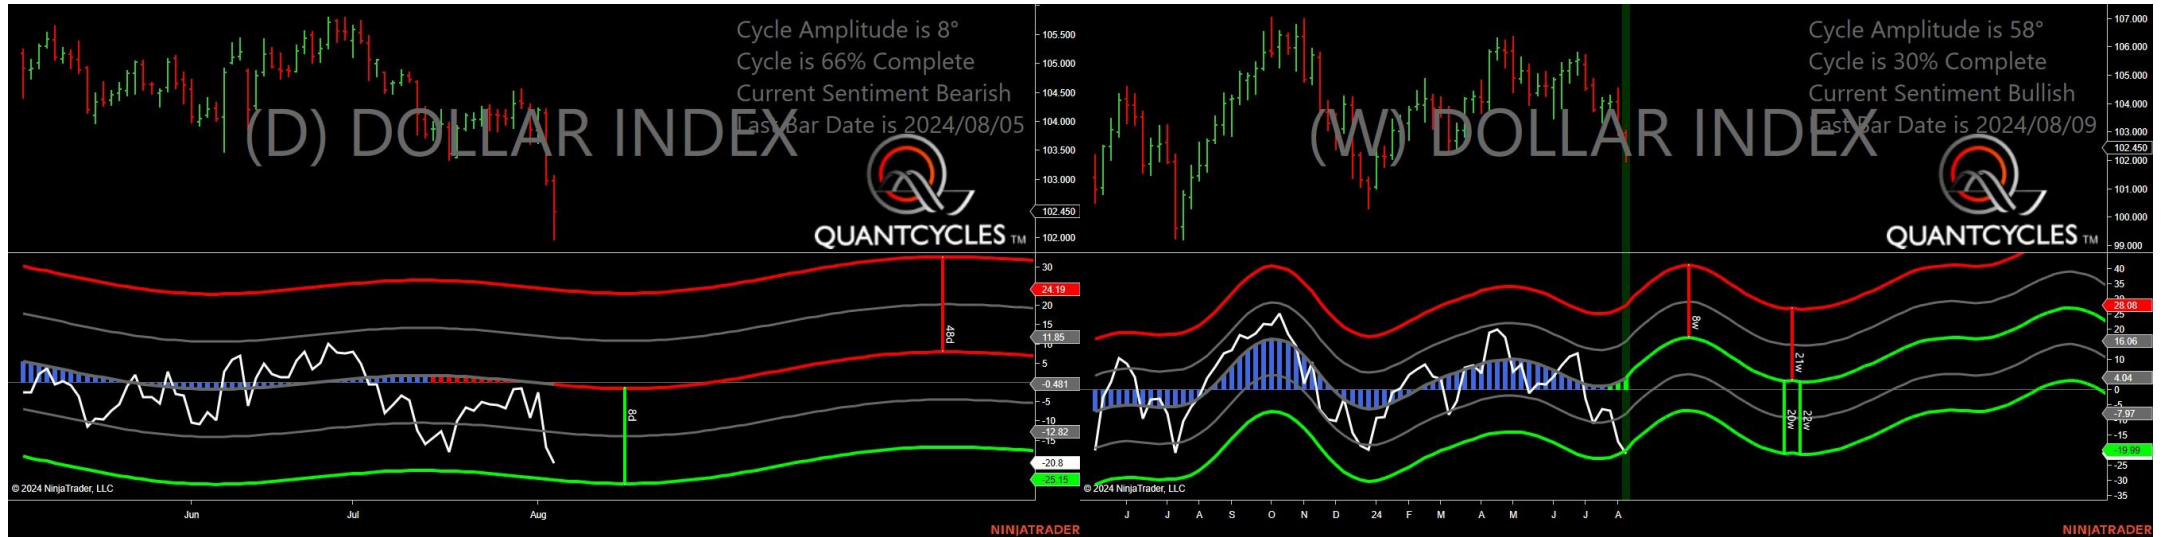 Cycle Amplitude is 8°
Cycle is 66% Complete
Current Sentiment Bearish
Last Bar Date is 2024/08/05
(D) DOLLAR INDEX
QUANTCYCLES TM
105.500
105.000
104.500
104.000
103.500
103.000
102.450
102.000
30
24.19
20
15
11.85
10
5
-0.481
-5
-10
-12.82
-15
-20.8
-25.15
48d
8d
© 2024 NinjaTrader, LLC
Jun
Jul
Aug
NINJATRADER
Cycle Amplitude is 58°
Cycle is 30% Complete
Current Sentiment Bullish
Last Bar Date is 2024/08/09
(W) DOLLAR INDEX
QUANTCYCLES TM
107.000
106.000
105.000
104.000
103.000
102.450
102.000
101.000
100.000
99.000
40
35
28.08
25
20
16.06
10
4.04
0
-5
-7.97
-15
-19.99
-25
-30
-35
8w
21w
20w
22w
© 2024 NinjaTrader, LLC
J J A S O N D 24 F M A M J J A
NINJATRADER